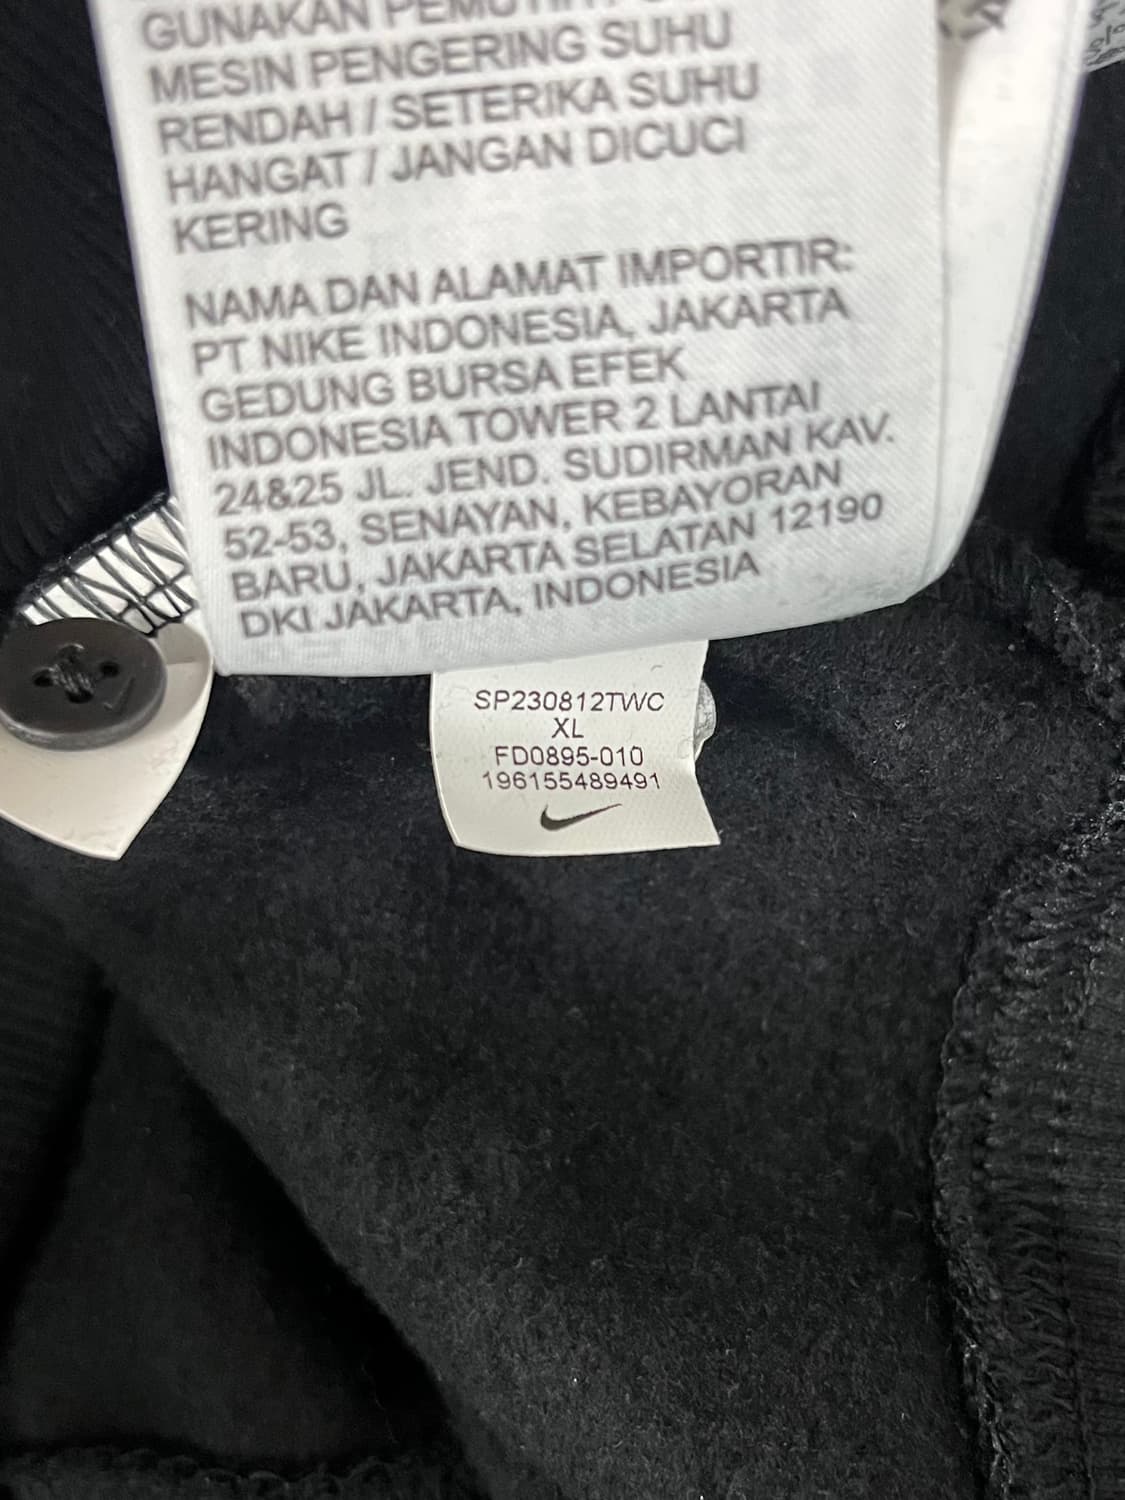 GUNAKAN PEMUTIH
MESIN PENGERING SUHU
RENDAH / SETERIKA SUHU
HANGAT / JANGAN DICUCI
KERING
NAMA DAN ALAMAT IMPORTIR:
PT NIKE INDONESIA, JAKARTA
GEDUNG BURSA EFEK
INDONESIA TOWER 2 LANTAI
24&25 JL. JEND. SUDIRMAN KAV.
52-53, SENAYAN, KEBAYORAN
BARU, JAKARTA SELATAN 12190
DKI JAKARTA, INDONESIA
SP230812TWC
XL
FD0895-010
196155489491